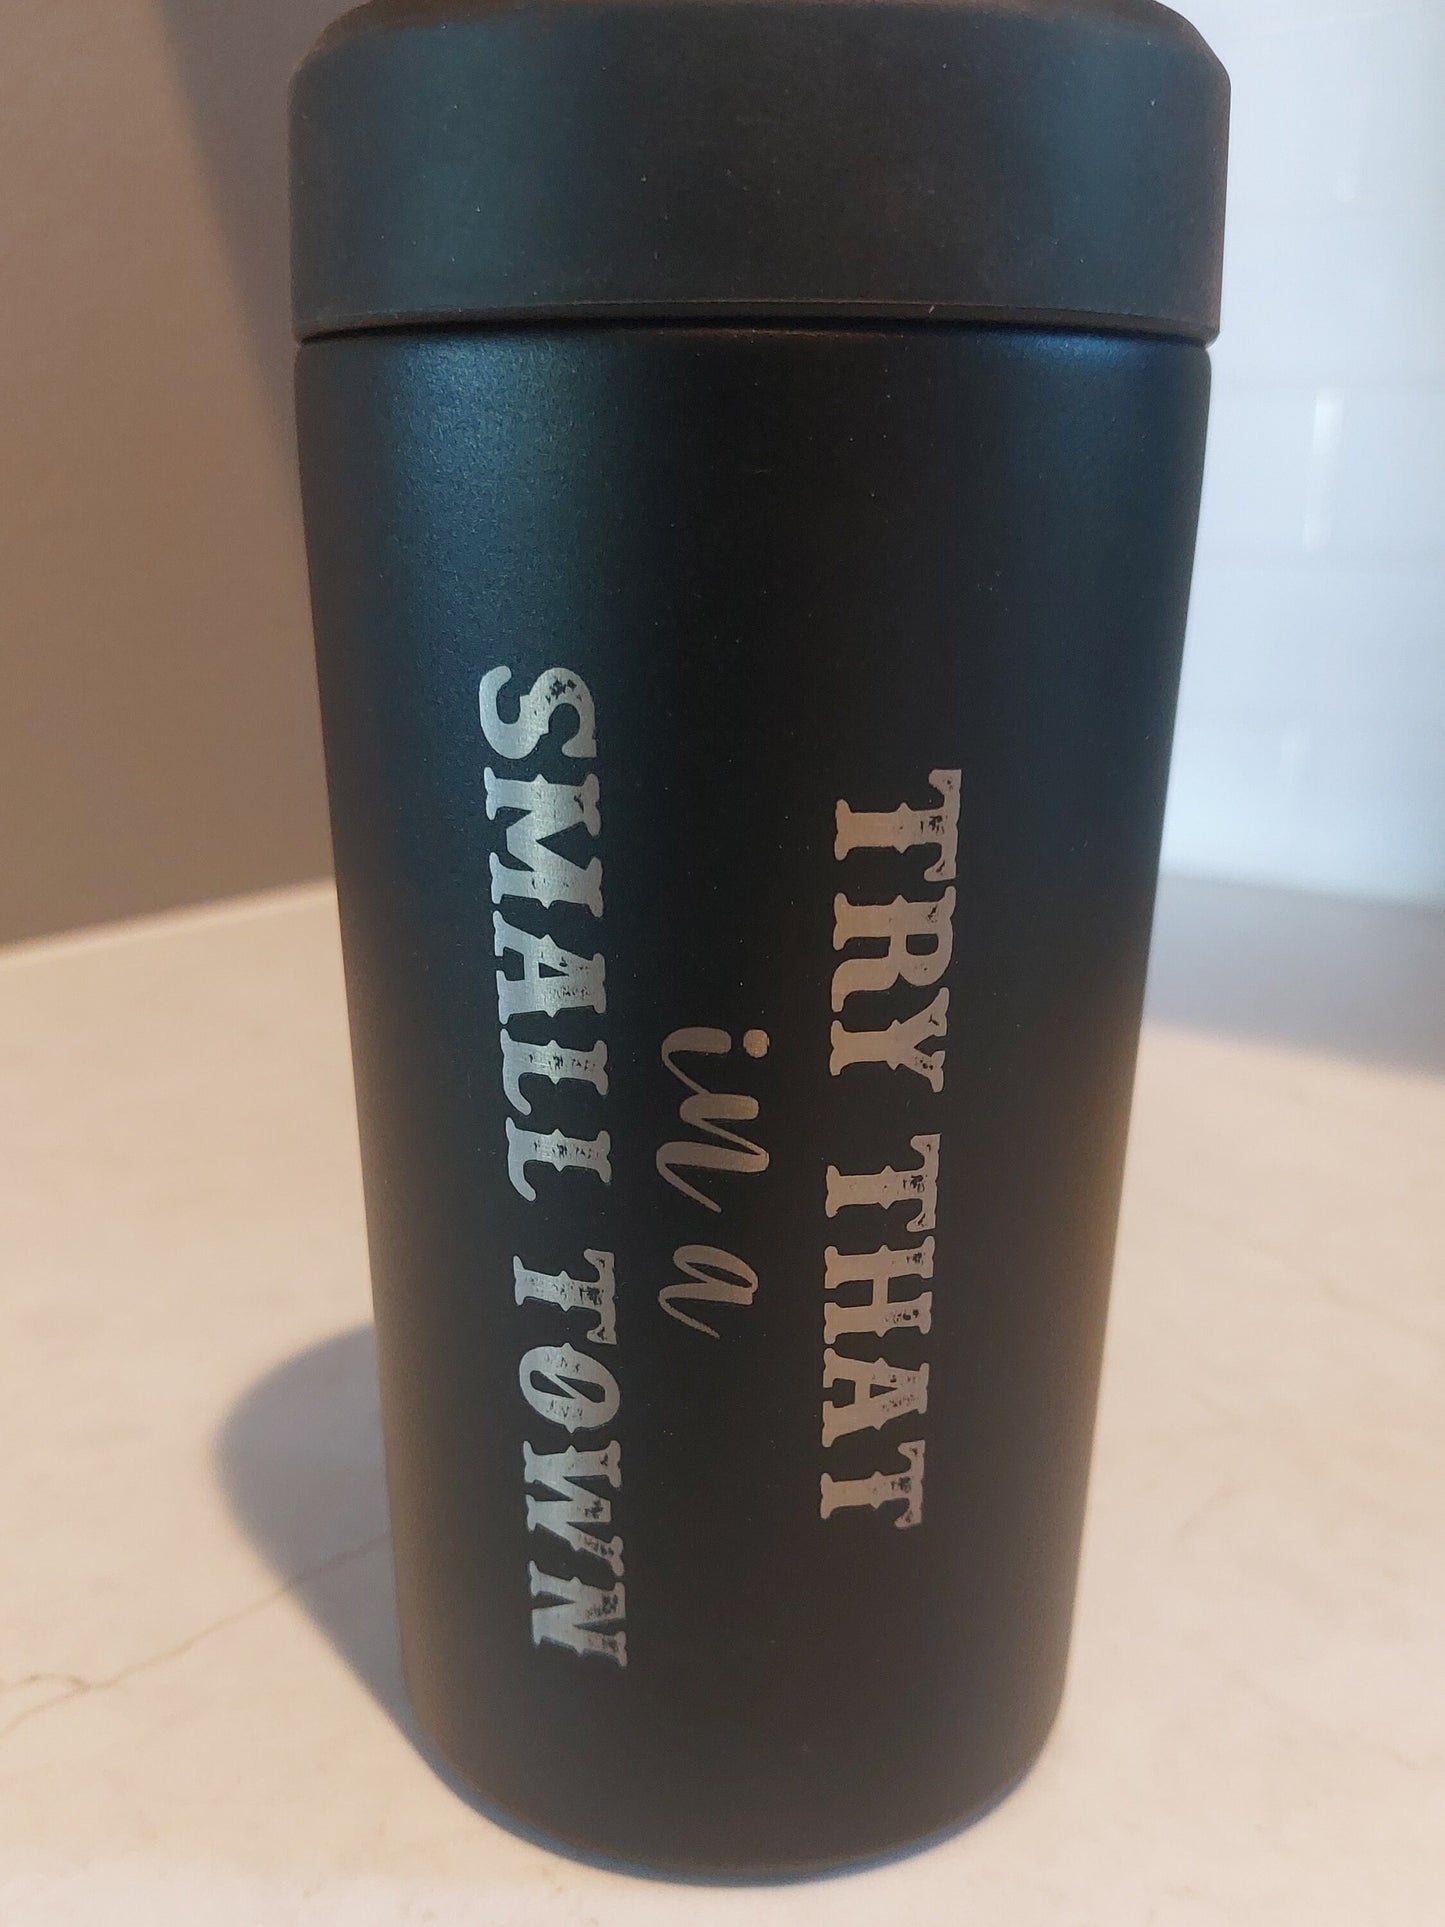 TRY THAT
in a
SMALL TOWN